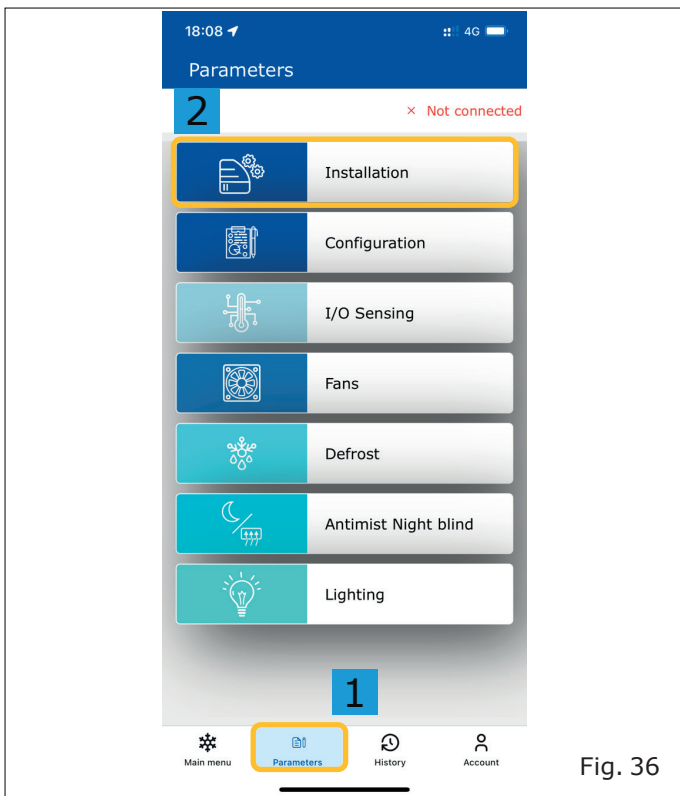 18:08 4G
Parameters
2
× Not connected
Installation
Configuration
I/O Sensing
Fans
Defrost
Antimist Night blind
Lighting
1
Main menu Parameters History Account
Fig. 36